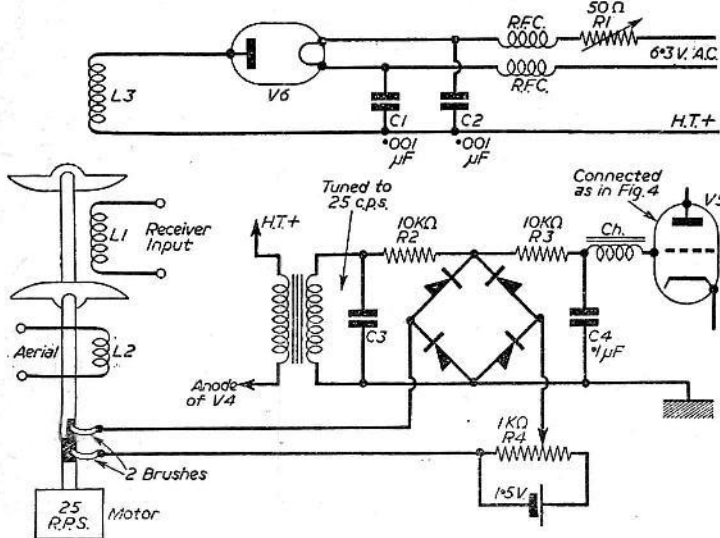 R.F.C.
50Ω
R1
6·3 V. A.C.
V6
R.F.C.
L3
C1
·001
μF
C2
·001
μF
H.T.+
L1
Receiver
Input
Aerial
L2
2 Brushes
25
R.P.S.
Motor
H.T.+
Tuned to
25 c.p.s.
Anode
of V4
C3
10KΩ
R2
10KΩ
R3
Ch.
C4
·1μF
Connected
as in Fig.4
V5
1KΩ
R4
1·5V.